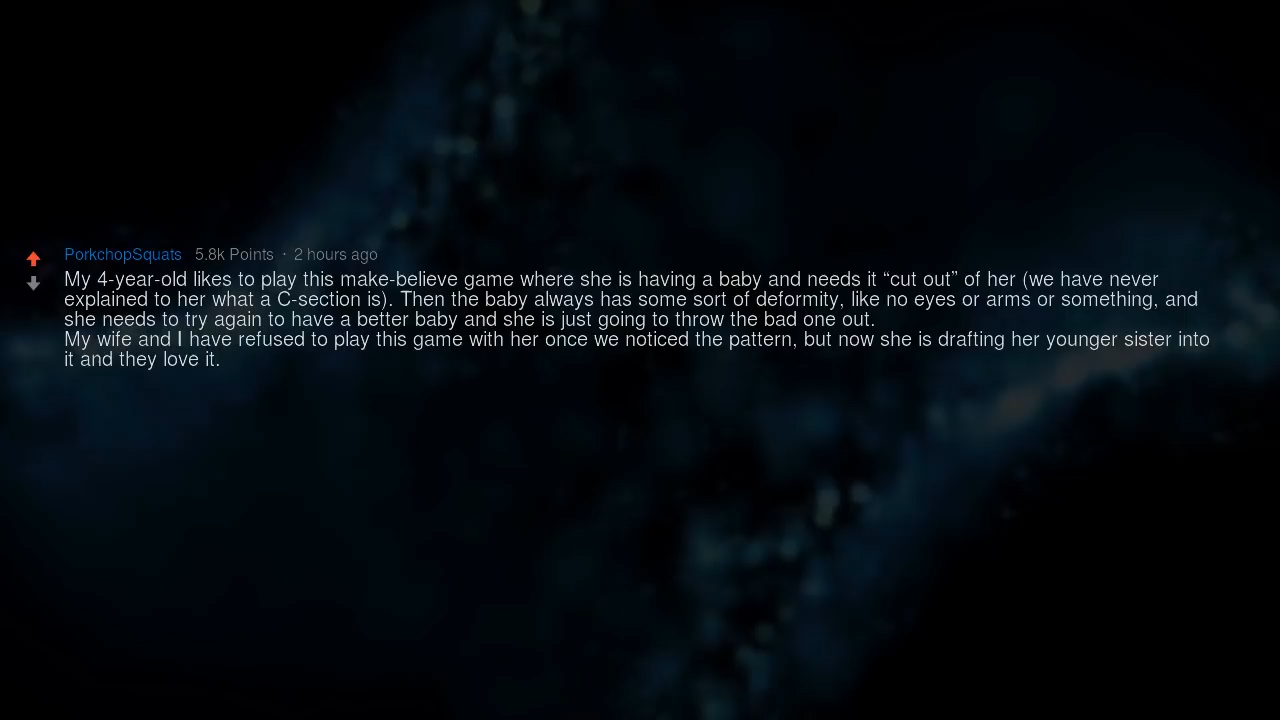 PorkchopSquats 5.8k Points · 2 hours ago
My 4-year-old likes to play this make-believe game where she is having a baby and needs it “cut out” of her (we have never
explained to her what a C-section is). Then the baby always has some sort of deformity, like no eyes or arms or something, and
she needs to try again to have a better baby and she is just going to throw the bad one out.
My wife and I have refused to play this game with her once we noticed the pattern, but now she is drafting her younger sister into
it and they love it.